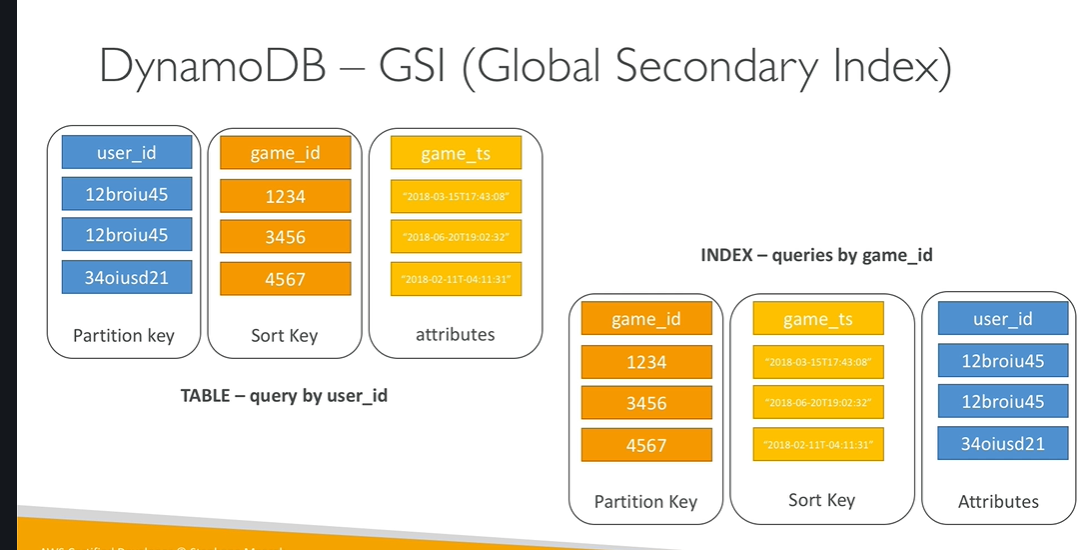 DynamoDB – GSI (Global Secondary Index)
user_id game_id game_ts
12broiu45 1234 "2018-03-15T17:43:08"
12broiu45 3456 "2018-06-20T19:02:32"
34oiusd21 4567 "2018-02-11T-04:11:31"
Partition key Sort Key attributes
TABLE – query by user_id
INDEX – queries by game_id
game_id game_ts user_id
1234 "2018-03-15T17:43:08" 12broiu45
3456 "2018-06-20T19:02:32" 12broiu45
4567 "2018-02-11T-04:11:31" 34oiusd21
Partition Key Sort Key Attributes